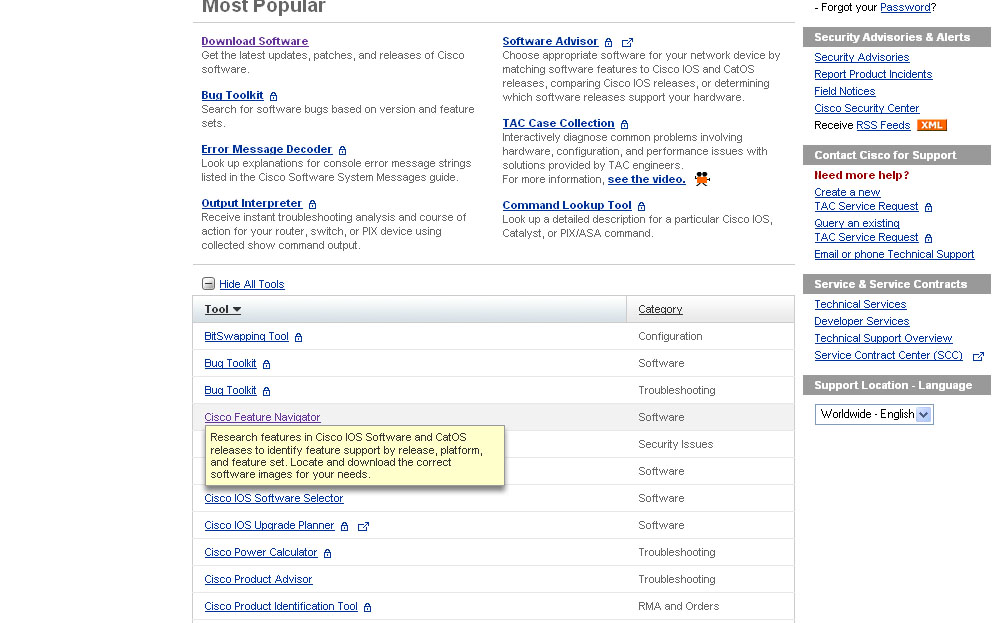 Most Popular
Download Software
Get the latest updates, patches, and releases of Cisco
software.
Bug Toolkit
Search for software bugs based on version and feature
sets.
Error Message Decoder
Look up explanations for console error message strings
listed in the Cisco Software System Messages guide.
Output Interpreter
Receive instant troubleshooting analysis and course of
action for your router, switch, or PIX device using
collected show command output.
Software Advisor
Choose appropriate software for your network device by
matching software features to Cisco IOS and CatOS
releases, comparing Cisco IOS releases, or determining
which software releases support your hardware.
TAC Case Collection
Interactively diagnose common problems involving
hardware, configuration, and performance issues with
solutions provided by TAC engineers.
For more information, see the video.
Command Lookup Tool
Look up a detailed description for a particular Cisco IOS,
Catalyst, or PIX/ASA command.
Hide All Tools
Tool Category
BitSwapping Tool Configuration
Bug Toolkit Software
Bug Toolkit Troubleshooting
Cisco Feature Navigator Software
Research features in Cisco IOS Software and CatOS
releases to identify feature support by release, platform,
and feature set. Locate and download the correct
software images for your needs.
Security Issues
Software
Cisco IOS Software Selector Software
Cisco IOS Upgrade Planner Software
Cisco Power Calculator Troubleshooting
Cisco Product Advisor Troubleshooting
Cisco Product Identification Tool RMA and Orders
- Forgot your Password?
Security Advisories & Alerts
Security Advisories
Report Product Incidents
Field Notices
Cisco Security Center
Receive RSS Feeds XML
Contact Cisco for Support
Need more help?
Create a new
TAC Service Request
Query an existing
TAC Service Request
Email or phone Technical Support
Service & Service Contracts
Technical Services
Developer Services
Technical Support Overview
Service Contract Center (SCC)
Support Location - Language
Worldwide - English